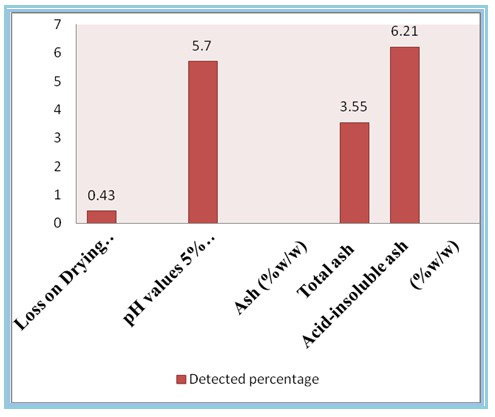 7
6
5
4
3
2
1
0
0.43
5.7
3.55
6.21
Loss on Drying..
pH values 5%..
Ash (%w/w)
Total ash
Acid-insoluble ash
(%w/w)
Detected percentage